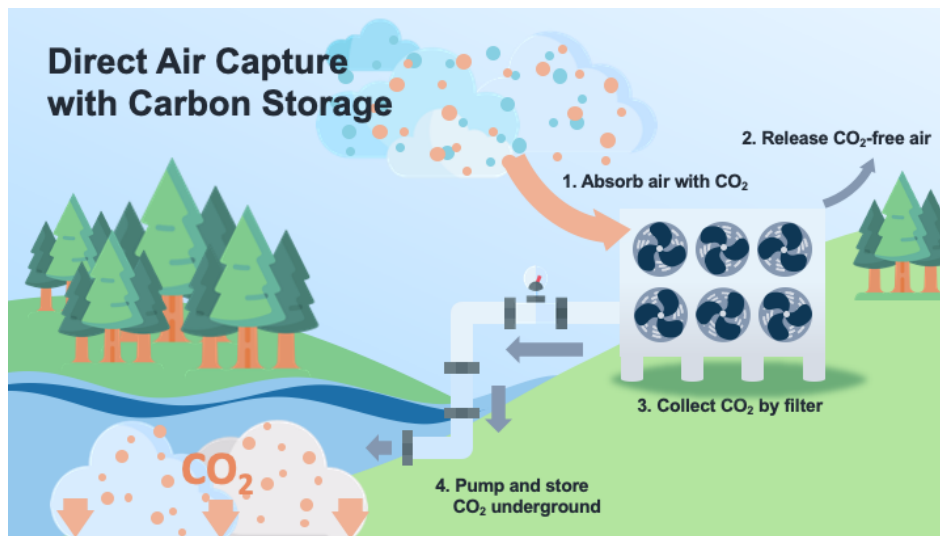 Direct Air Capture
with Carbon Storage
2. Release CO₂-free air
1. Absorb air with CO₂
3. Collect CO₂ by filter
CO₂
4. Pump and store
CO₂ underground